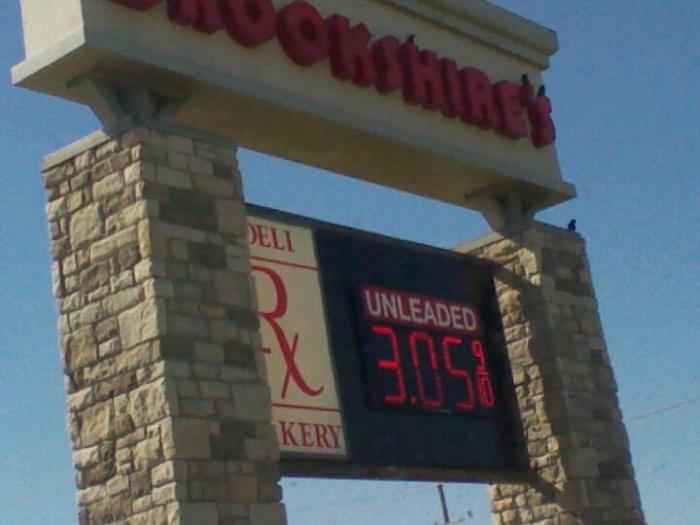 BROOKSHIRE'S
DELI
Rx
KERY
UNLEADED
3.05 9/10